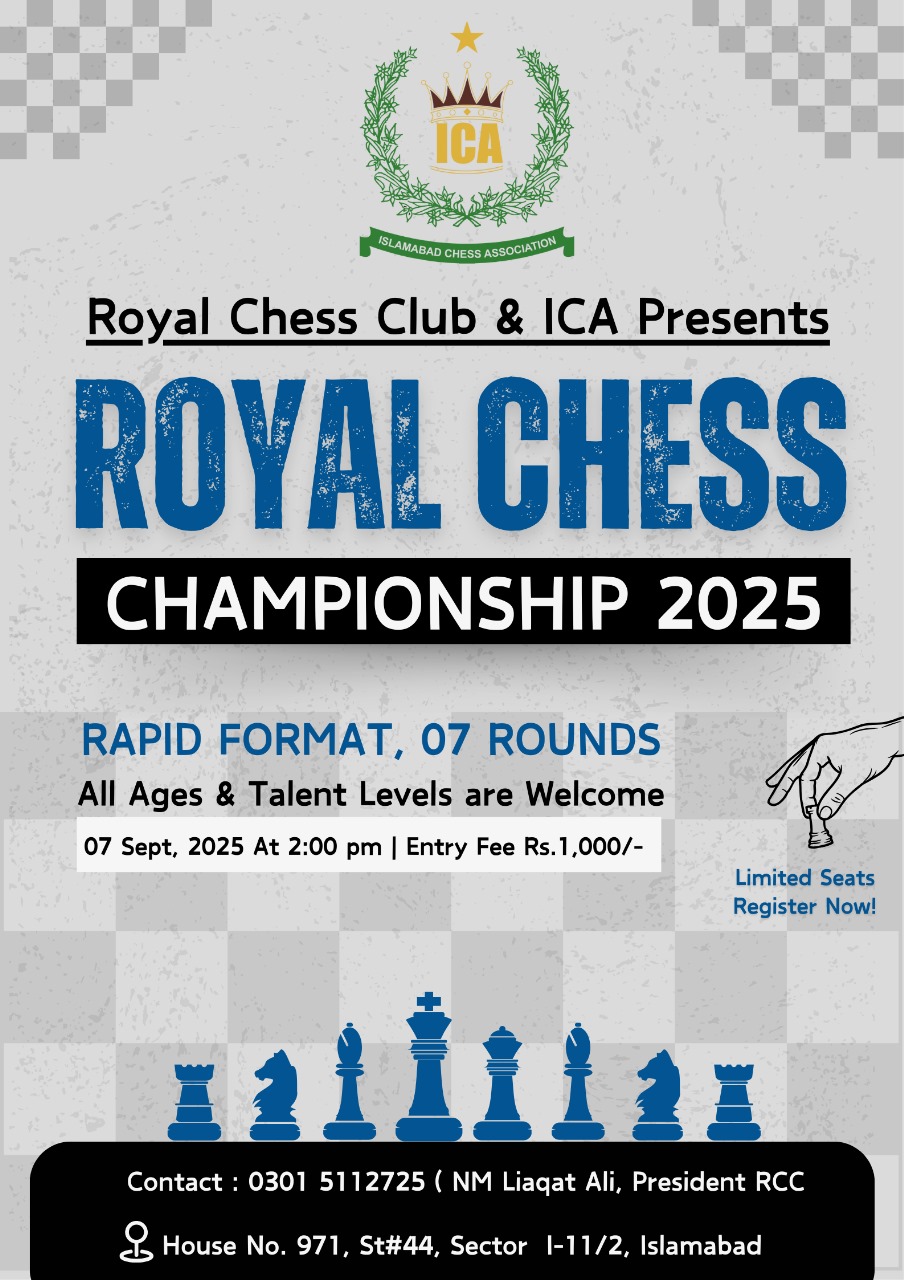 ICA
ISLAMABAD CHESS ASSOCIATION
Royal Chess Club & ICA Presents
ROYAL CHESS
CHAMPIONSHIP 2025
RAPID FORMAT, 07 ROUNDS
All Ages & Talent Levels are Welcome
07 Sept, 2025 At 2:00 pm | Entry Fee Rs.1,000/-
Limited Seats
Register Now!
Contact : 0301 5112725 ( NM Liaqat Ali, President RCC
House No. 971, St#44, Sector I-11/2, Islamabad